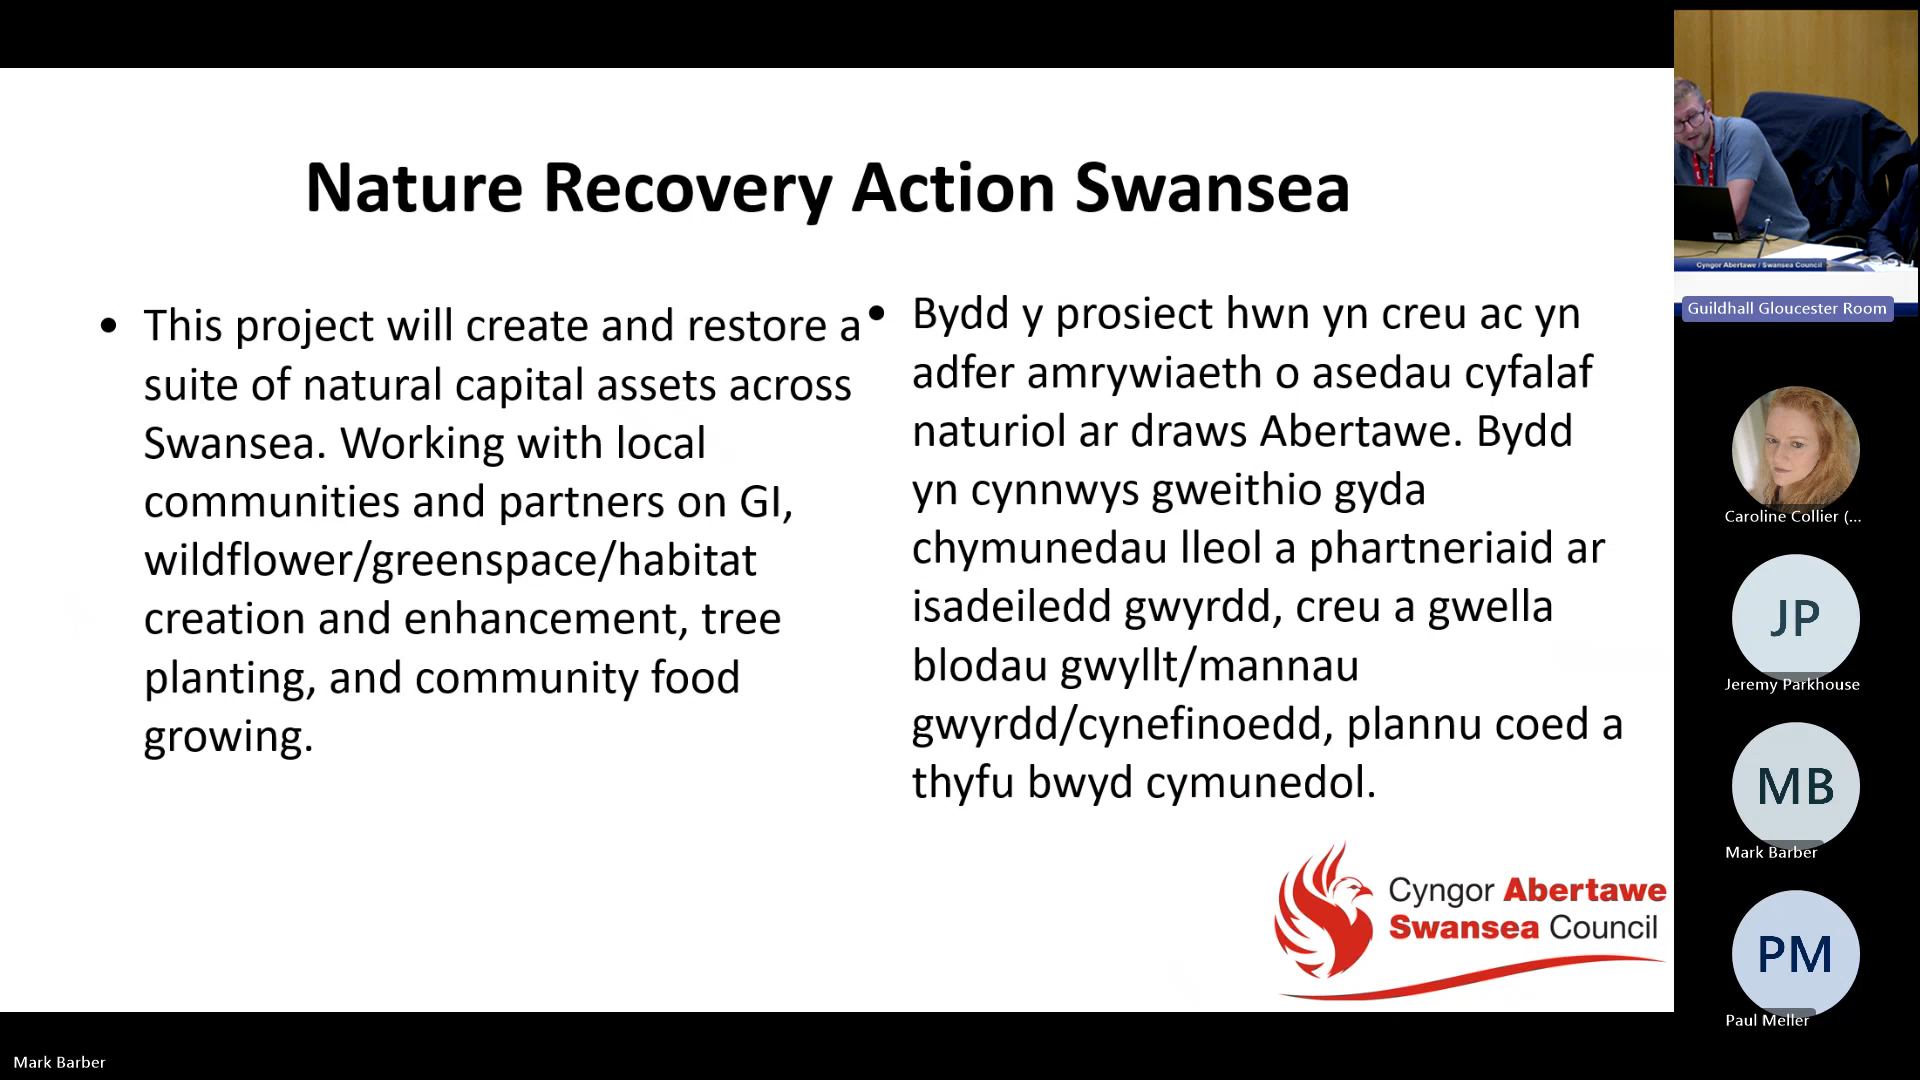 Nature Recovery Action Swansea
• This project will create and restore a
suite of natural capital assets across
Swansea. Working with local
communities and partners on GI,
wildflower/greenspace/habitat
creation and enhancement, tree
planting, and community food
growing.
• Bydd y prosiect hwn yn creu ac yn
adfer amrywiaeth o asedau cyfalaf
naturiol ar draws Abertawe. Bydd
yn cynnwys gweithio gyda
chymunedau lleol a phartneriaid ar
isadeiledd gwyrdd, creu a gwella
blodau gwyllt/mannau
gwyrdd/cynefinoedd, plannu coed a
thyfu bwyd cymunedol.
Cyngor Abertawe
Swansea Council
Cyngor Abertawe / Swansea Council
Guildhall Gloucester Room
Caroline Collier (...
JP
Jeremy Parkhouse
MB
Mark Barber
PM
Paul Meller
Mark Barber